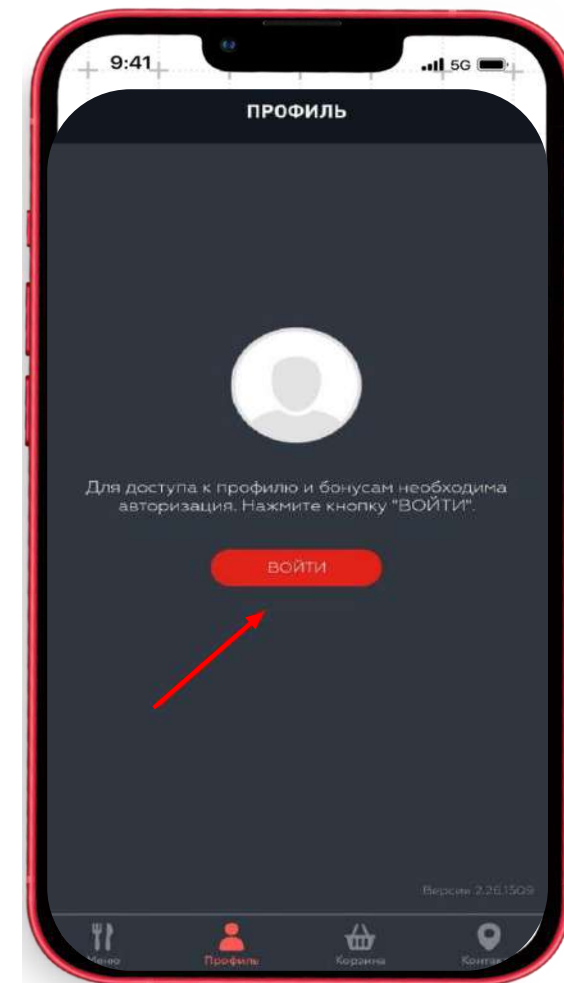 9:41
5G
ПРОФИЛЬ
Для доступа к профилю и бонусам необходима
авторизация. Нажмите кнопку "ВОЙТИ".
ВОЙТИ
Версия 2.26.1509
Меню
Профиль
Корзина